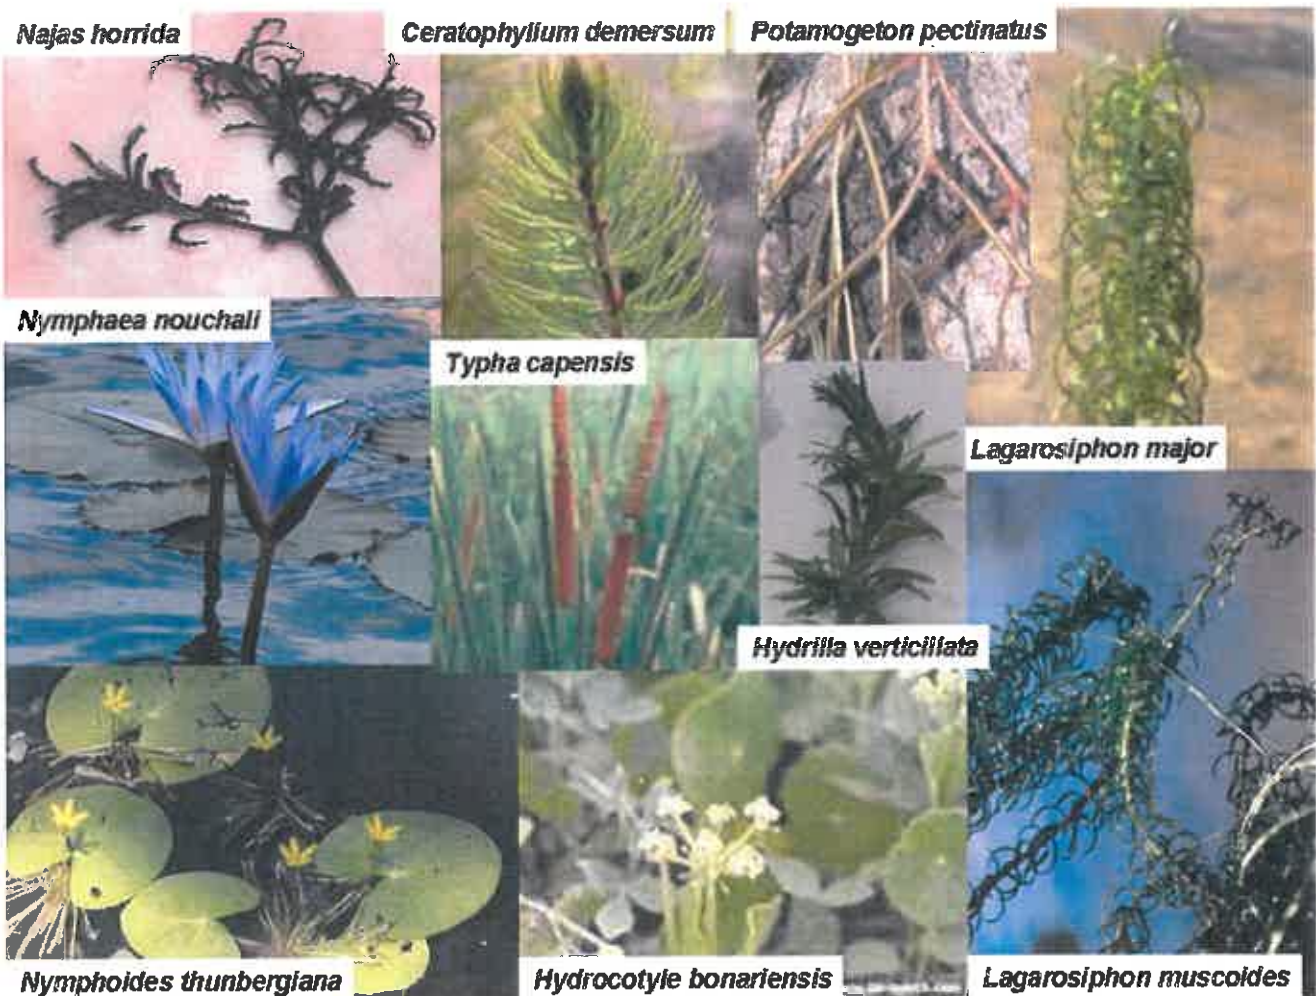 Najas horrida
Ceratophyllum demersum
Potamogeton pectinatus
Nymphaea nouchali
Typha capensis
Lagarosiphon major
Hydrilla verticillata
Nymphoides thunbergiana
Hydrocotyle bonariensis
Lagarosiphon muscoides